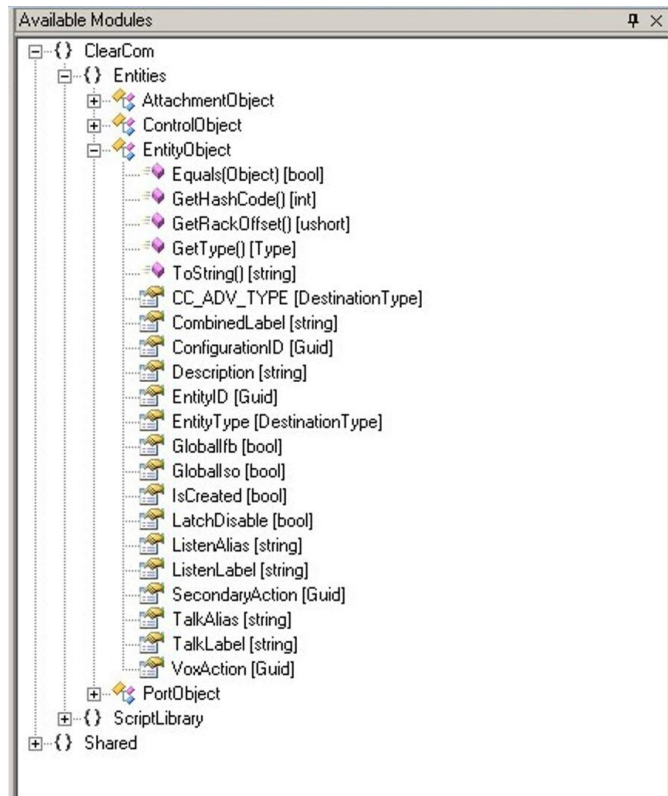 Available Modules
{} ClearCom
{} Entities
AttachmentObject
ControlObject
EntityObject
Equals(Object) [bool]
GetHashCode() [int]
GetRackOffset() [ushort]
GetType() [Type]
ToString() [string]
CC_ADV_TYPE [DestinationType]
CombinedLabel [string]
ConfigurationID [Guid]
Description [string]
EntityID [Guid]
EntityType [DestinationType]
GlobalIfb [bool]
GlobalIso [bool]
IsCreated [bool]
LatchDisable [bool]
ListenAlias [string]
ListenLabel [string]
SecondaryAction [Guid]
TalkAlias [string]
TalkLabel [string]
VoxAction [Guid]
PortObject
{} ScriptLibrary
{} Shared